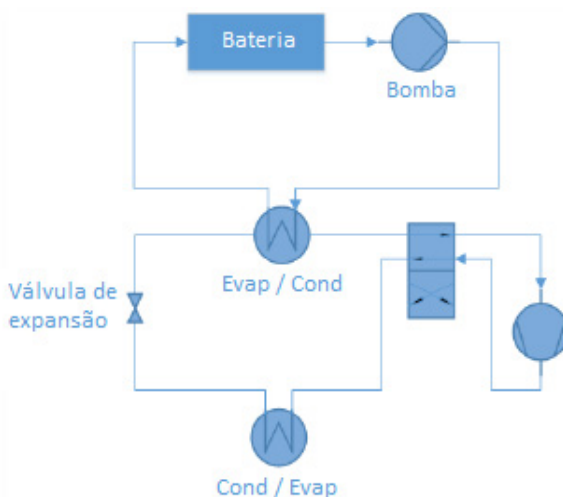 Bateria
Bomba
Evap / Cond
Válvula de
expansão
Cond / Evap